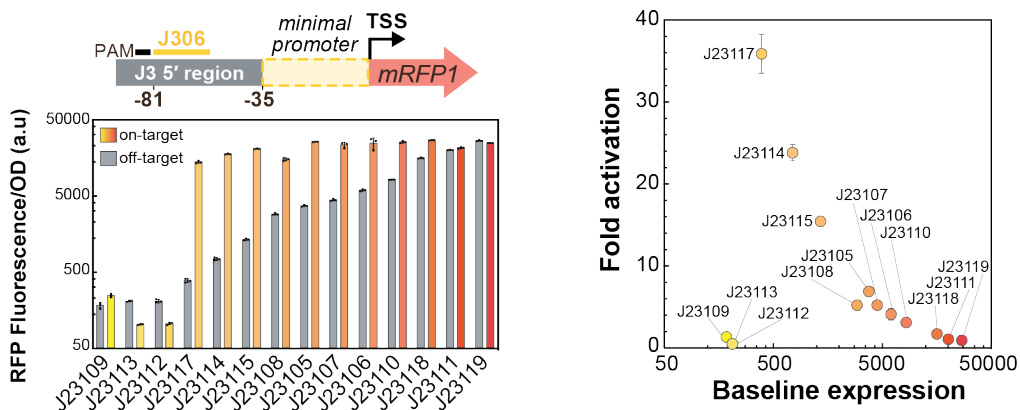 minimal
promoter
TSS
J306
PAM
J3 5′ region
mRFP1
-81
-35
RFP Fluorescence/OD (a.u)
50000
5000
500
50
on-target
off-target
J23109
J23113
J23112
J23117
J23114
J23115
J23108
J23105
J23107
J23106
J23110
J23118
J23111
J23119
Fold activation
40
30
20
10
0
J23117
J23114
J23115
J23107
J23106
J23110
J23105
J23108
J23119
J23111
J23118
J23113
J23109
J23112
50
500
5000
50000
Baseline expression